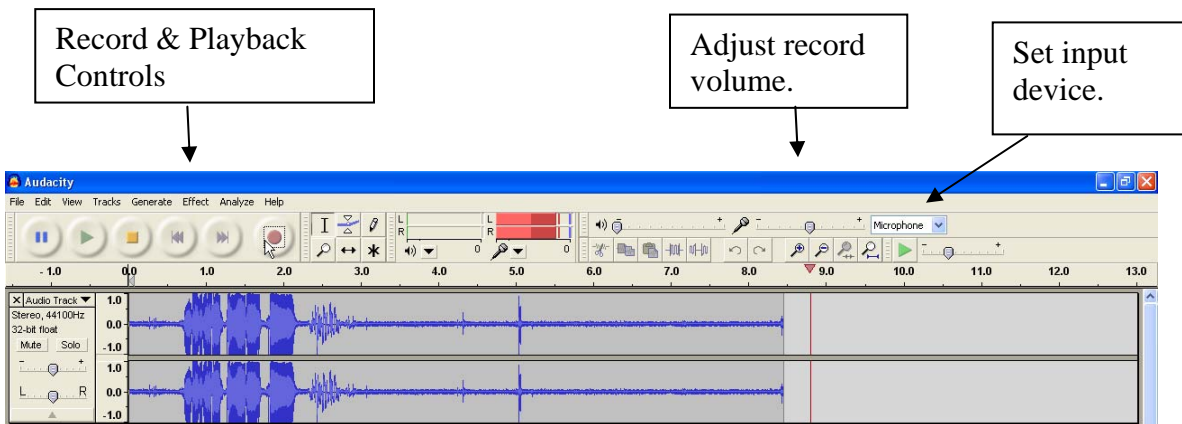 Record & Playback
Controls
Adjust record
volume.
Set input
device.
Audacity
File Edit View Tracks Generate Effect Analyze Help
L
R
L
R
- +
- +
Microphone
0
0
- +
- 1.0 0.0 1.0 2.0 3.0 4.0 5.0 6.0 7.0 8.0 9.0 10.0 11.0 12.0 13.0
X Audio Track
Stereo, 44100Hz
32-bit float
Mute Solo
- +
L R
1.0
0.0
-1.0
1.0
0.0
-1.0